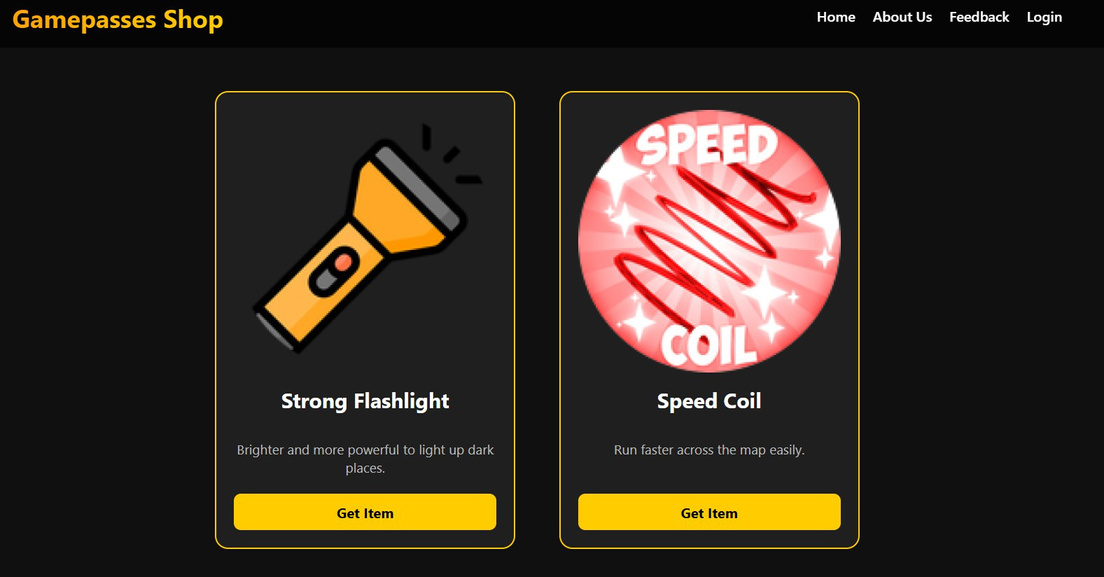 Gamepasses Shop
Home About Us Feedback Login
SPEED
COIL
Strong Flashlight
Brighter and more powerful to light up dark
places.
Get Item
Speed Coil
Run faster across the map easily.
Get Item